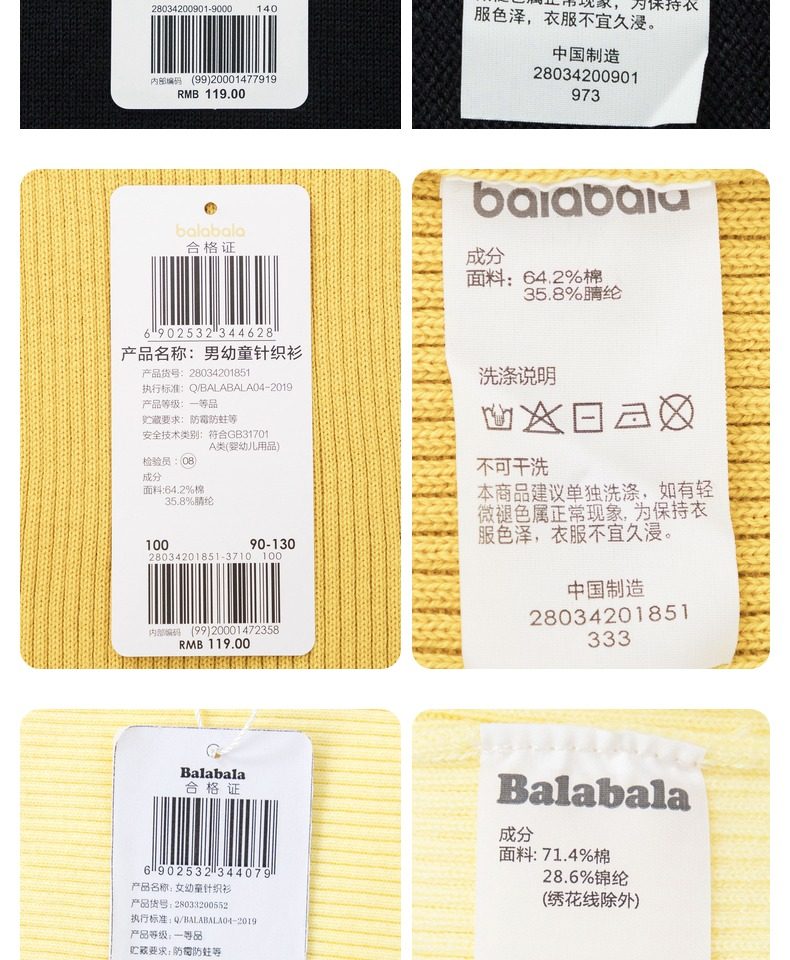 28034200901-9000 140
内部编码 (99)20001477919
RMB 119.00
服色泽，衣服不宜久浸。
中国制造
28034200901
973
balabala
合格证
6 902532 344628
产品名称：男幼童针织衫
产品货号：28034201851
执行标准：Q/BALABALA04-2019
产品等级：一等品
贮藏要求：防霉防蛀等
安全技术类别：符合GB31701
A类(婴幼儿用品)
检验员：08
成分
面料:64.2%棉
35.8%腈纶
100 90-130
28034201851-3710 100
内部编码 (99)20001472358
RMB 119.00
balabala
成分
面料：64.2%棉
35.8%腈纶
洗涤说明
不可干洗
本商品建议单独洗涤，如有轻
微褪色属正常现象，为保持衣
服色泽，衣服不宜久浸。
中国制造
28034201851
333
Balabala
合格证
6 902532 344079
产品名称：女幼童针织衫
产品货号：28033200552
执行标准：Q/BALABALA04-2019
产品等级：一等品
贮藏要求：防霉防蛀等
Balabala
成分
面料：71.4%棉
28.6%锦纶
(绣花线除外)